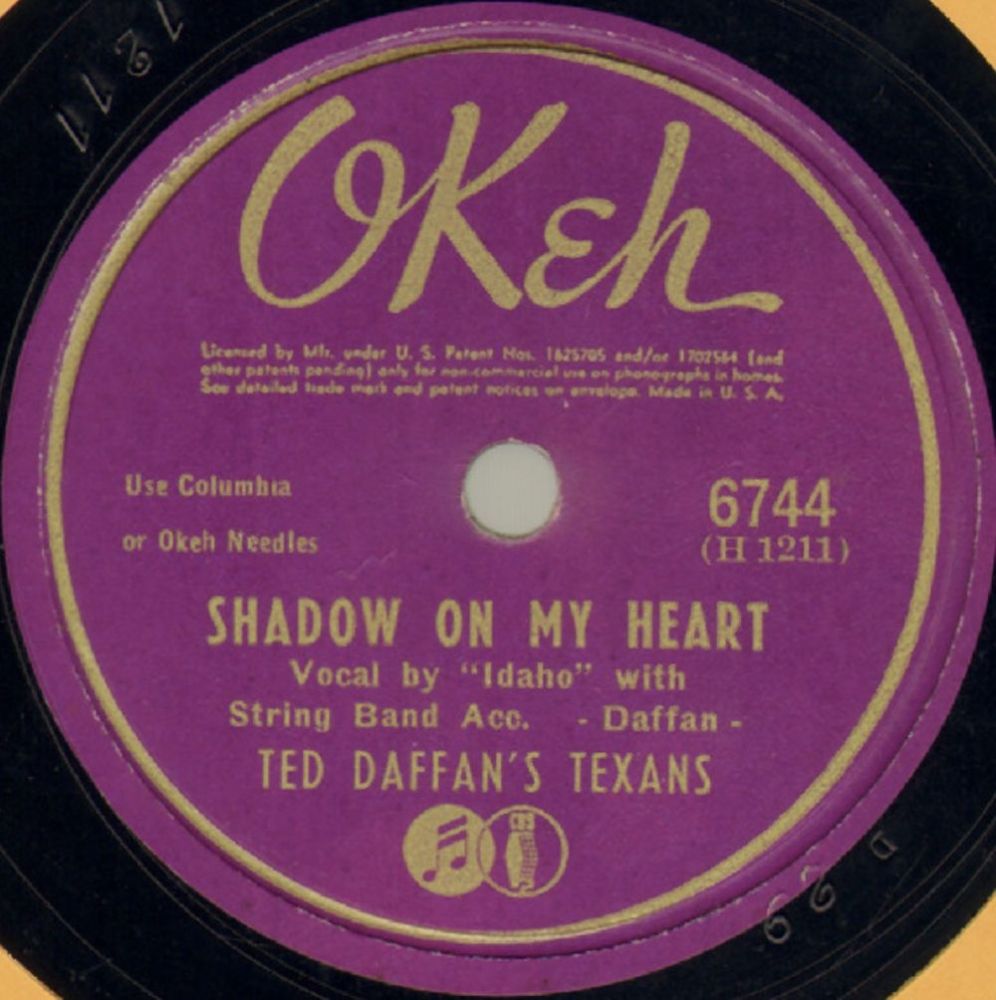 OKeh
Licensed by Mfr. under U. S. Patent Nos. 1625705 and/or 1702564 (and
other patents pending) only for non-commercial use on phonographs in homes.
See detailed trade mark and patent notices on envelope. Made in U. S. A.
Use Columbia
or Okeh Needles
6744
(H 1211)
SHADOW ON MY HEART
Vocal by “Idaho” with
String Band Acc. - Daffan -
TED DAFFAN'S TEXANS